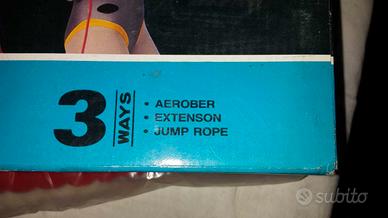 3 WAYS
• AEROBER
• EXTENSON
• JUMP ROPE
subito